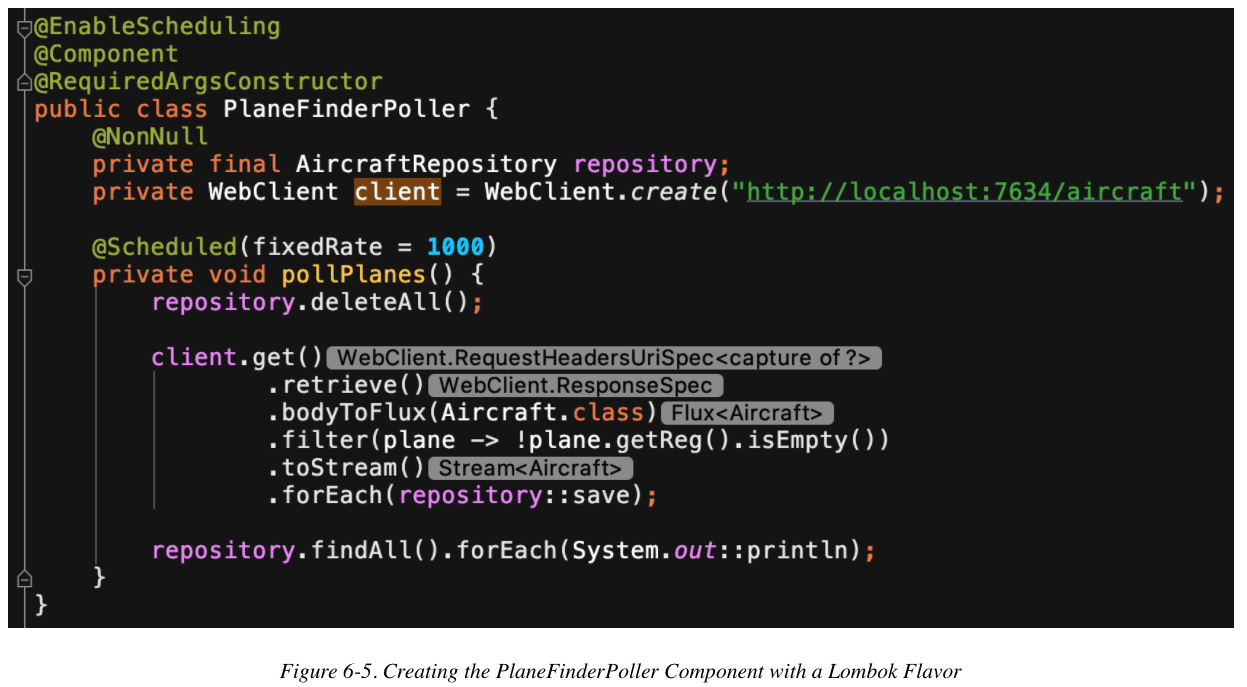 @EnableScheduling
@Component
@RequiredArgsConstructor
public class PlaneFinderPoller {
    @NonNull
    private final AircraftRepository repository;
    private WebClient client = WebClient.create("http://localhost:7634/aircraft");

    @Scheduled(fixedRate = 1000)
    private void pollPlanes() {
        repository.deleteAll();

        client.get() WebClient.RequestHeadersUriSpec<capture of ?>
                .retrieve() WebClient.ResponseSpec
                .bodyToFlux(Aircraft.class) Flux<Aircraft>
                .filter(plane -> !plane.getReg().isEmpty())
                .toStream() Stream<Aircraft>
                .forEach(repository::save);

        repository.findAll().forEach(System.out::println);
    }
}
Figure 6-5. Creating the PlaneFinderPoller Component with a Lombok Flavor